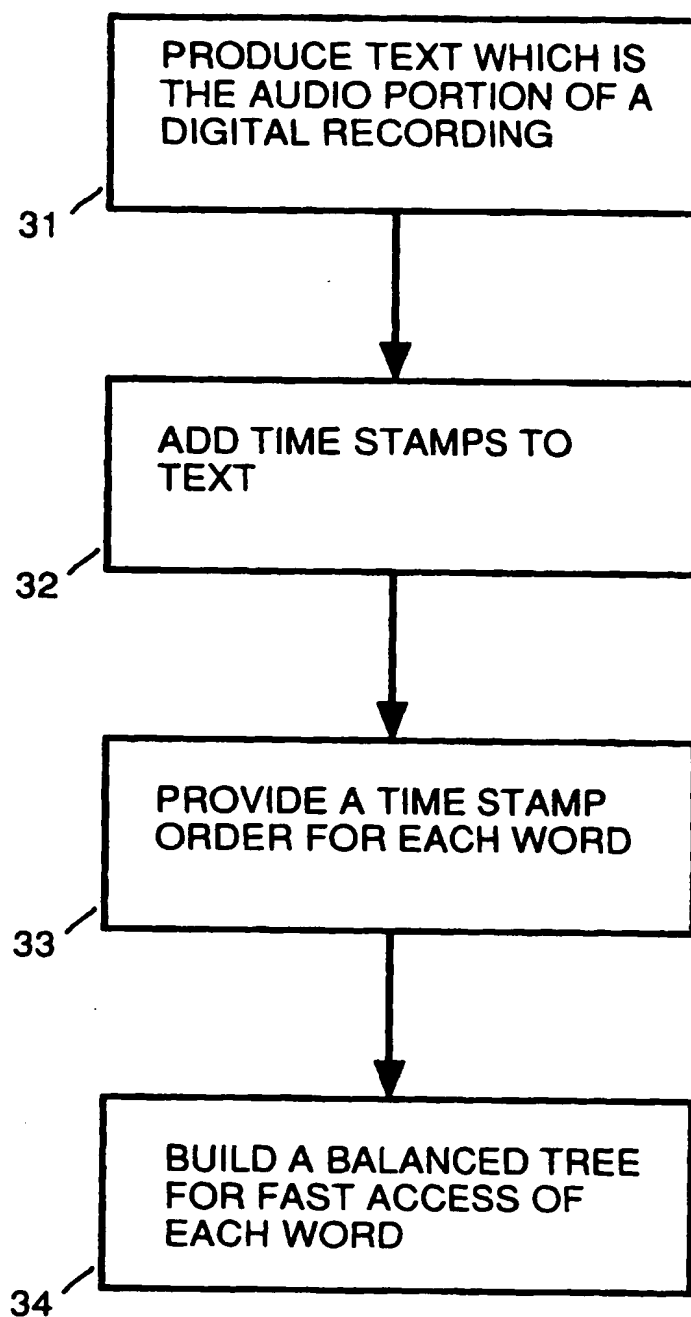 PRODUCE TEXT WHICH IS
THE AUDIO PORTION OF A
DIGITAL RECORDING
31
ADD TIME STAMPS TO
TEXT
32
PROVIDE A TIME STAMP
ORDER FOR EACH WORD
33
BUILD A BALANCED TREE
FOR FAST ACCESS OF
EACH WORD
34